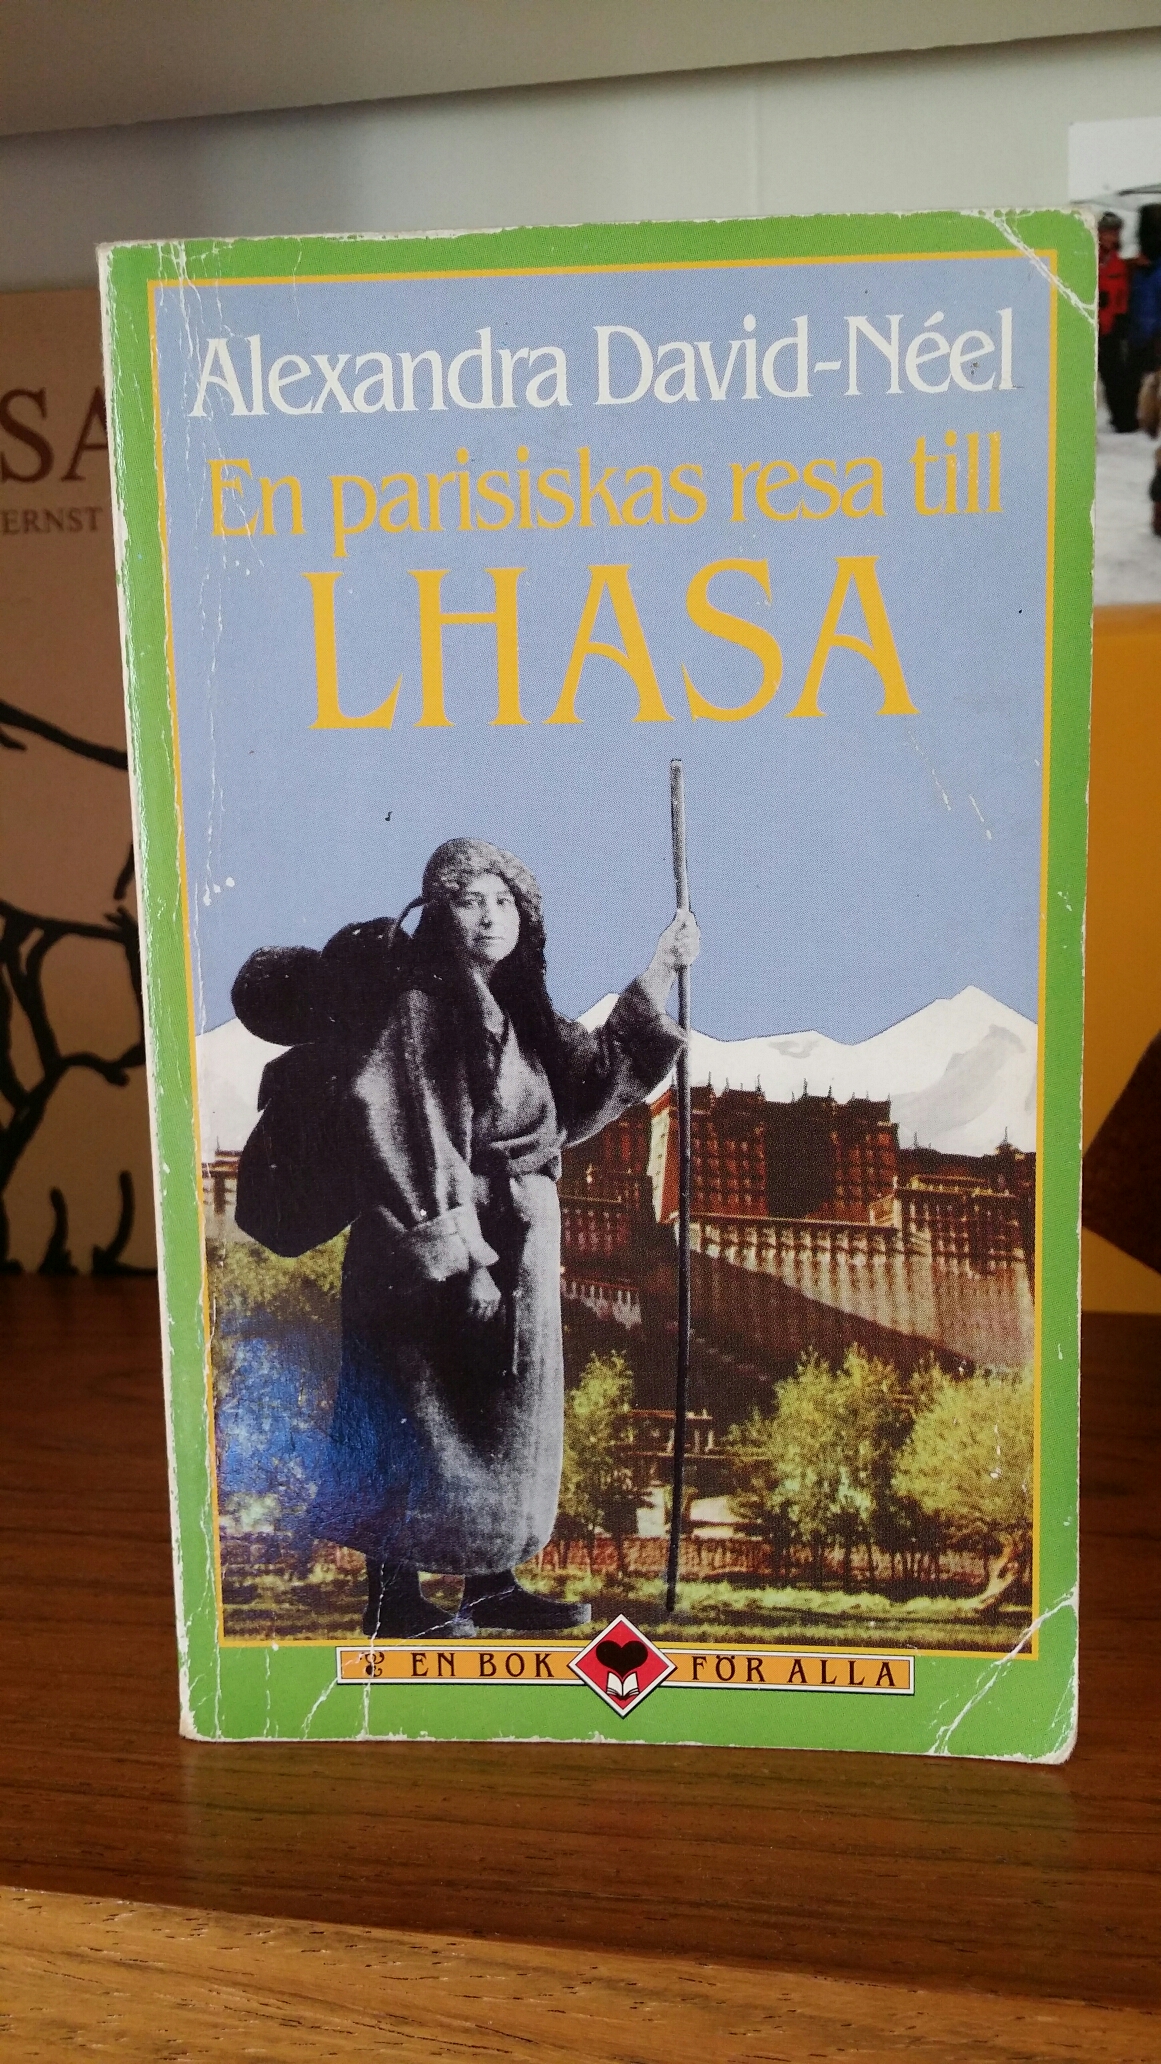 Alexandra David-Néel
En parisiskas resa till
LHASA
EN BOK FÖR ALLA
SA
ERNST